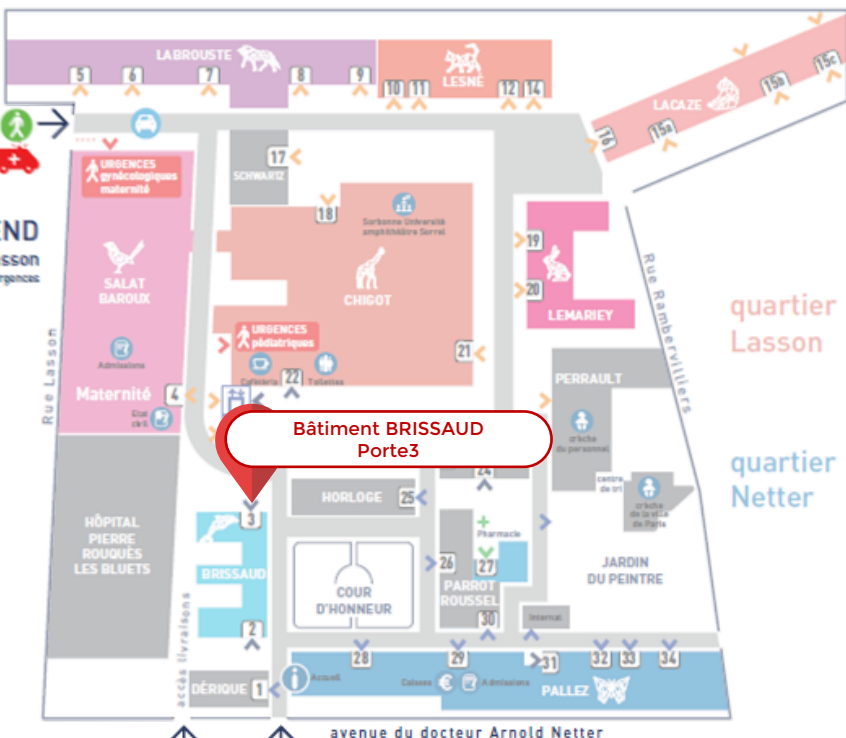 LABROUSTE
5
6
7
8
9
LESNÉ
10
11
12
14
LACAZE
15c
15b
15a
16
URGENCES
gynécologiques
maternité
17
SCHWARTZ
18
Sorbonne Université
amphithéâtre Sorrel
END
asson
rgences
SALAT
BAROUX
CHIGOT
19
20
LEMARIEY
Rue Lasson
Rue Rambervilliers
quartier
Lasson
Admissions
URGENCES
pédiatriques
21
Cafétéria
22
Toilettes
Maternité
4
Etat
civil
PERRAULT
crèche
du personnel
Bâtiment BRISSAUD
Porte3
24
centre
de tri
crèche
de la ville
de Paris
quartier
Netter
HORLOGE
25
3
HÔPITAL
PIERRE
ROUQUÈS
LES BLUETS
BRISSAUD
Pharmacie
26
27
COUR
D'HONNEUR
PARROT
ROUSSEL
JARDIN
DU PEINTRE
30
Internat
2
accès livraisons
28
29
31
32
33
34
DÉRIQUE
1
Accueil
Caisses
Admissions
PALLEZ
avenue du docteur Arnold Netter